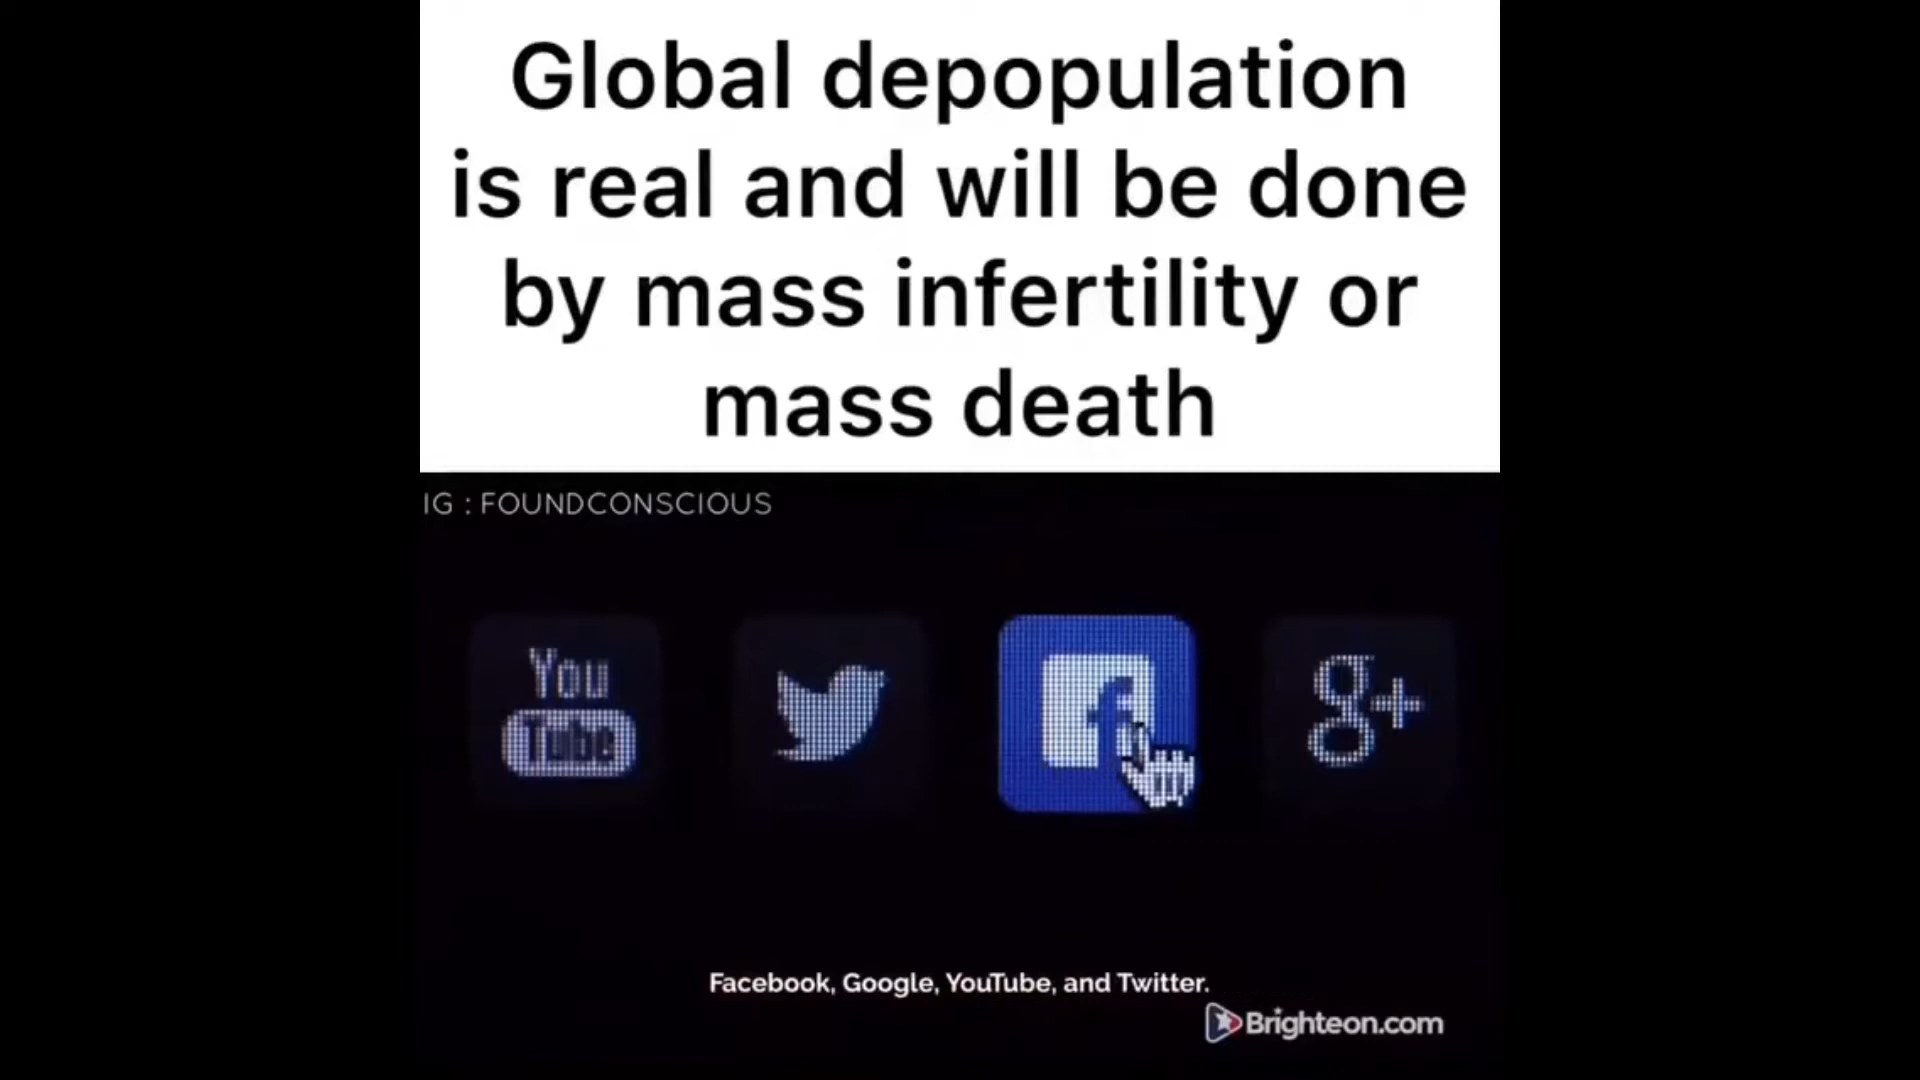 Global depopulation
is real and will be done
by mass infertility or
mass death
IG : FOUNDCONSCIOUS
You
Tube
f
g+
Facebook, Google, YouTube, and Twitter.
Brighteon.com